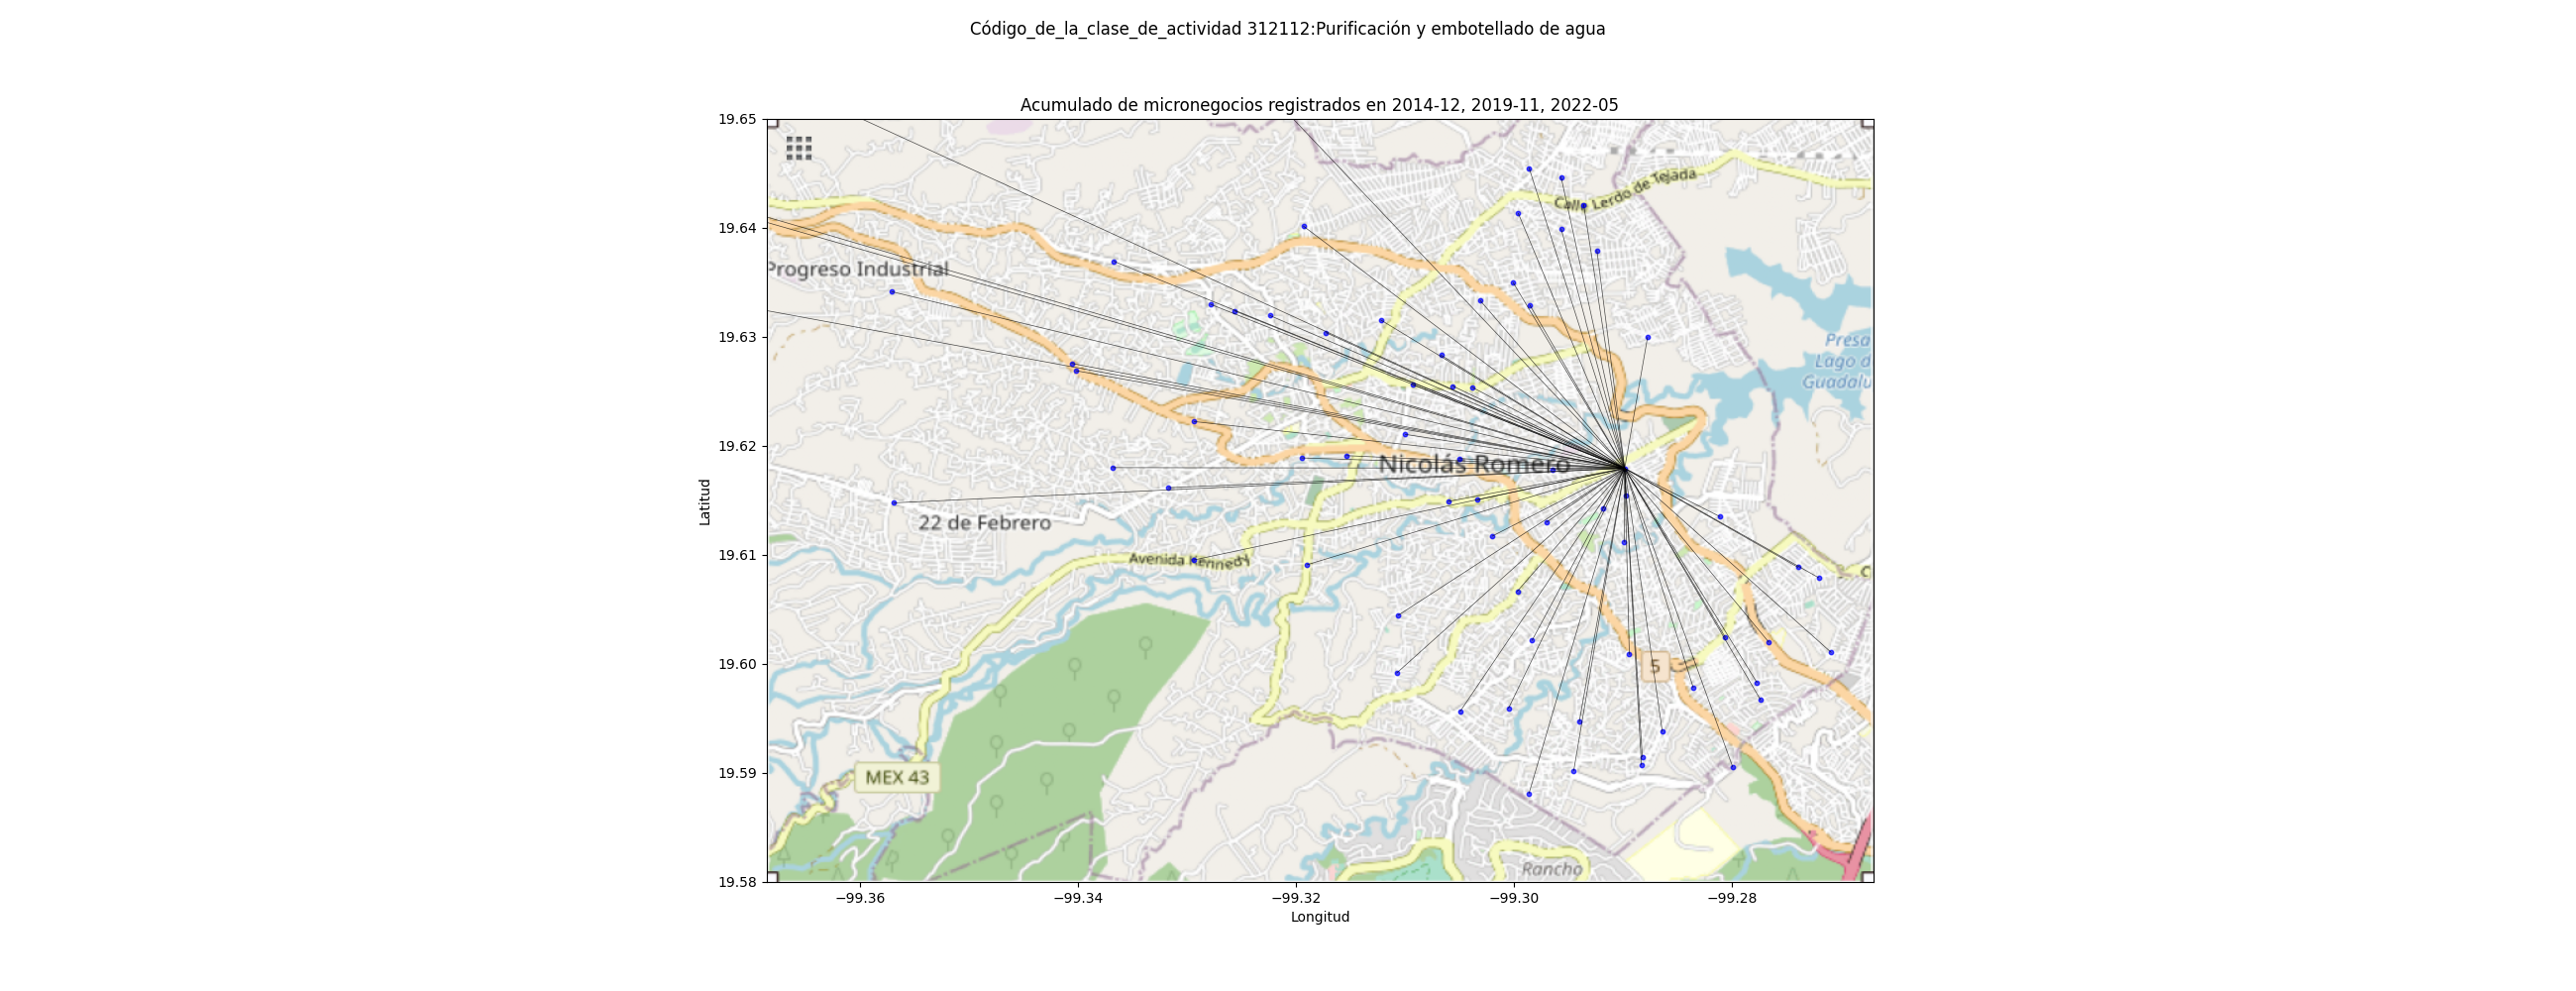 Código_de_la_clase_de_actividad 312112:Purificación y embotellado de agua
Acumulado de micronegocios registrados en 2014-12, 2019-11, 2022-05
19.65
19.64
19.63
19.62
19.61
19.60
19.59
19.58
Latitud
Calle Lerdo de Tejada
Progreso Industrial
Presa
Lago d
Guadalu
Nicolás Romero
22 de Febrero
Avenida Kennedy
C
5
MEX 43
Rancho
−99.36
−99.34
−99.32
−99.30
−99.28
Longitud